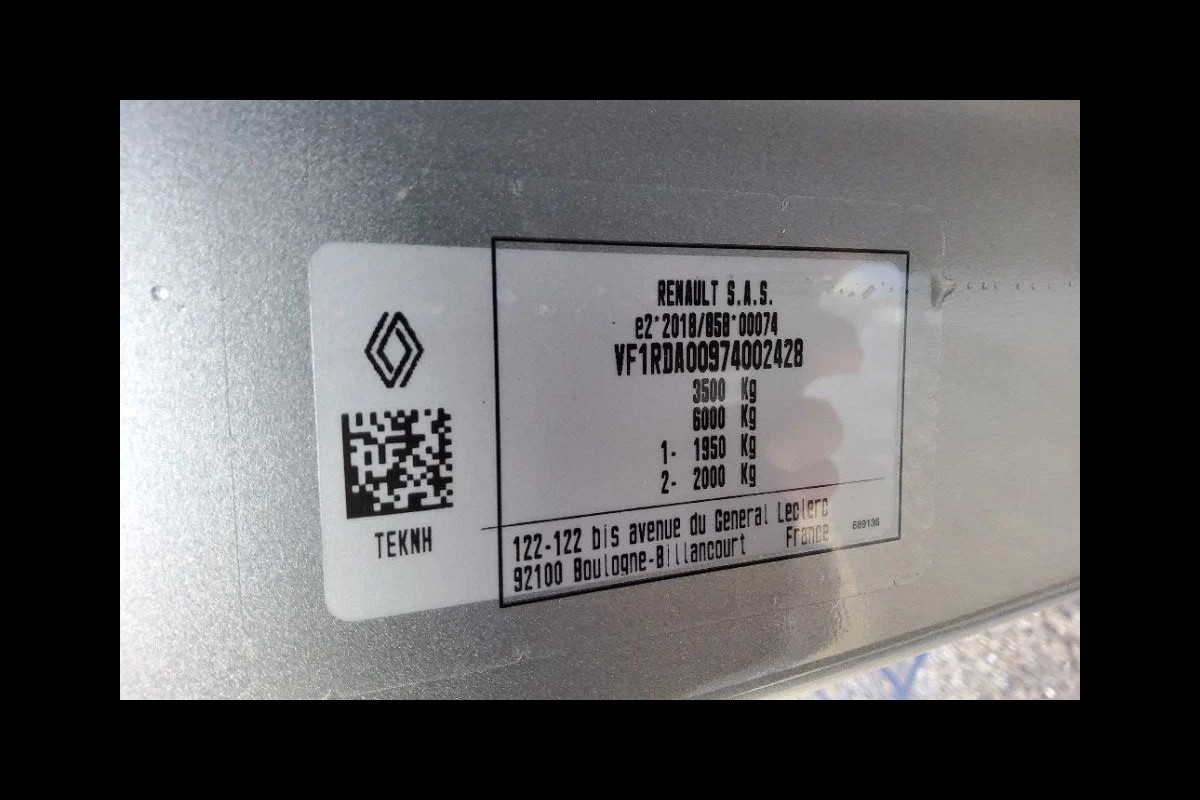 RENAULT S.A.S.
e2*2018/858*00074
VF1RDA00974002428
3500 Kg
6000 Kg
1- 1950 Kg
2- 2000 Kg
TEKNH
122-122 bis avenue du General Leclerc
92100 Boulogne-Billancourt France
689136